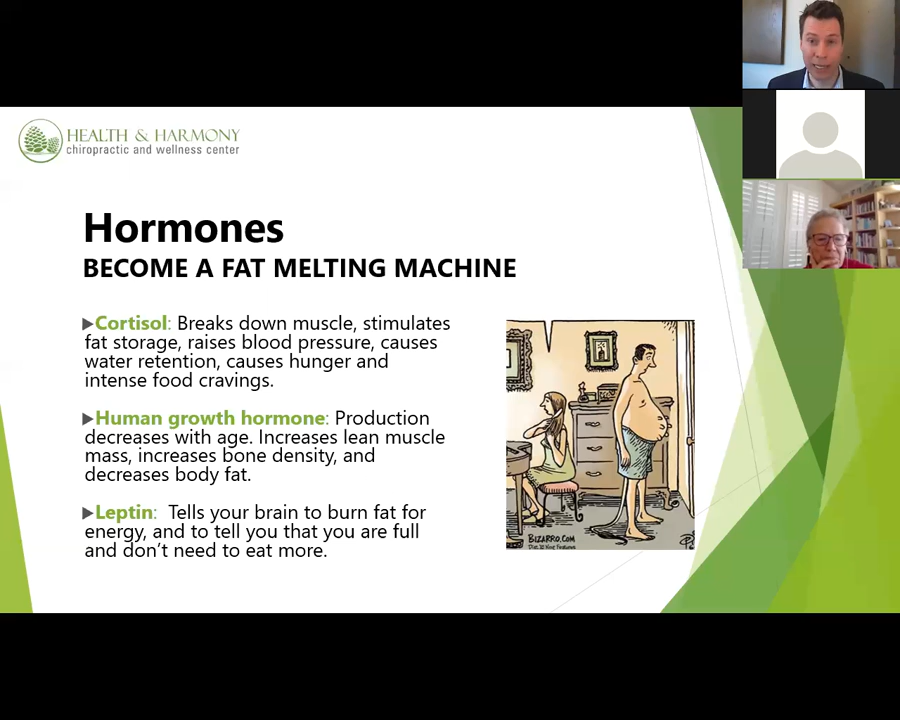 HEALTH & HARMONY
chiropractic and wellness center
Hormones
BECOME A FAT MELTING MACHINE
Cortisol: Breaks down muscle, stimulates
fat storage, raises blood pressure, causes
water retention, causes hunger and
intense food cravings.
Human growth hormone: Production
decreases with age. Increases lean muscle
mass, increases bone density, and
decreases body fat.
Leptin: Tells your brain to burn fat for
energy, and to tell you that you are full
and don't need to eat more.
BIZARRO.COM